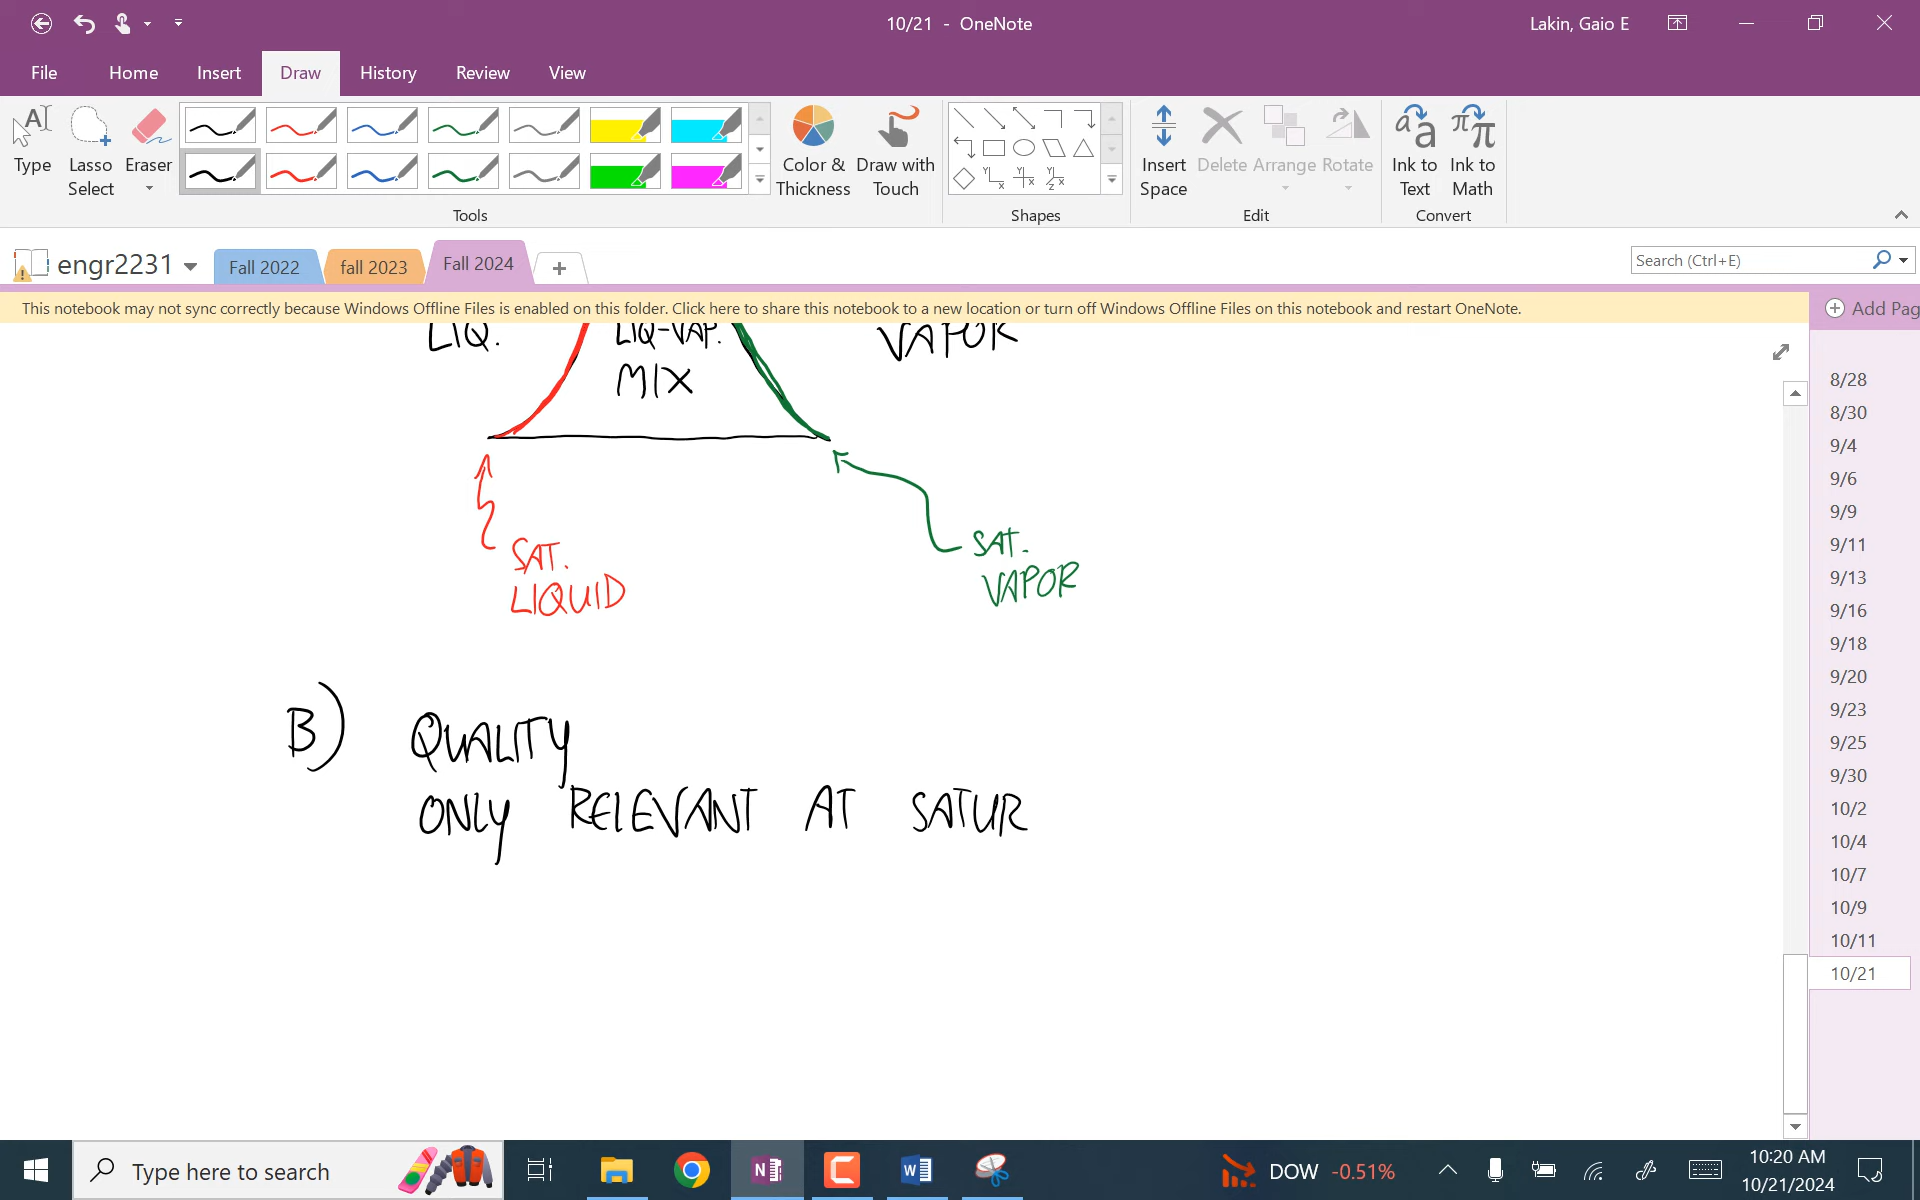 10/21 - OneNote
Lakin, Gaio E
File Home Insert Draw History Review View
Type
Lasso Select
Eraser
Color & Thickness
Draw with Touch
Insert Space
Delete
Arrange
Rotate
Ink to Text
Ink to Math
Tools
Shapes
Edit
Convert
engr2231
Fall 2022
fall 2023
Fall 2024
Search (Ctrl+E)
This notebook may not sync correctly because Windows Offline Files is enabled on this folder. Click here to share this notebook to a new location or turn off Windows Offline Files on this notebook and restart OneNote.
Add Pag
LIQ.
LIQ-VAP.
MIX
VAPOR
SAT.
LIQUID
SAT.
VAPOR
B) QUALITY
ONLY RELEVANT AT SATUR
8/28
8/30
9/4
9/6
9/9
9/11
9/13
9/16
9/18
9/20
9/23
9/25
9/30
10/2
10/4
10/7
10/9
10/11
10/21
Type here to search
DOW -0.51%
10:20 AM
10/21/2024